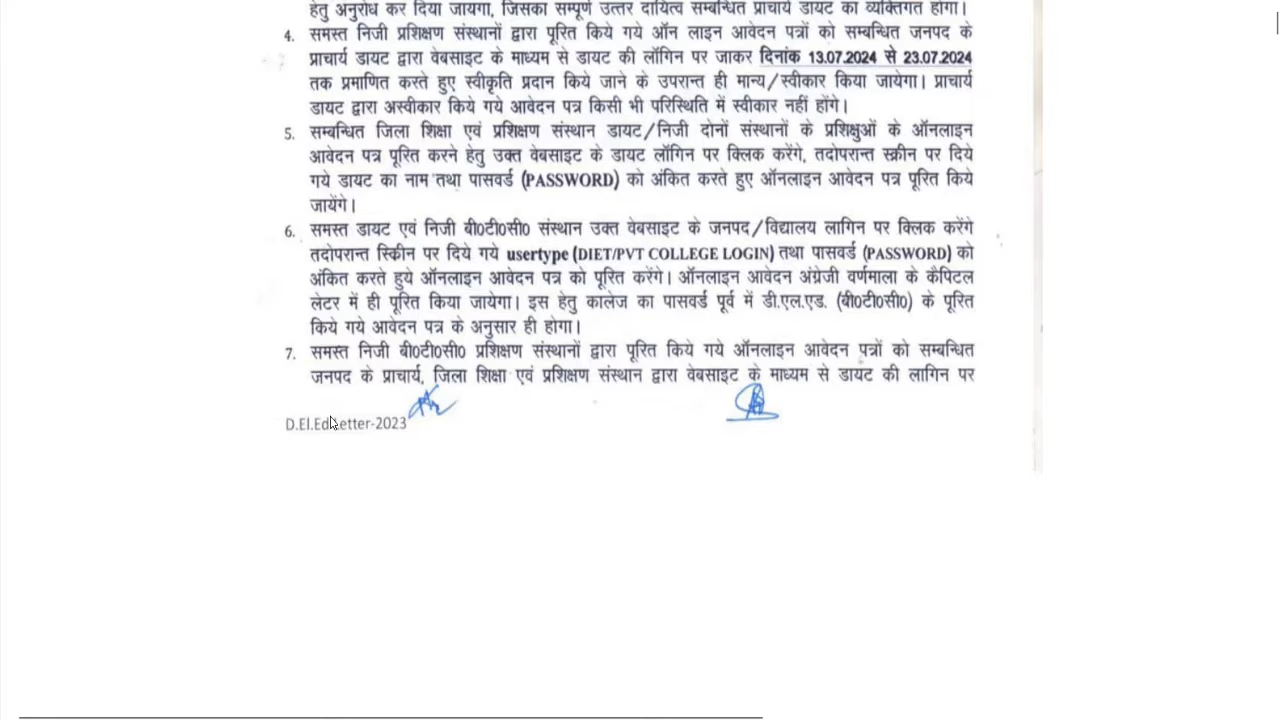 हेतु अनुरोध कर दिया जायगा, जिसका सम्पूर्ण उत्तर दायित्व सम्बन्धित प्राचार्य डायट का व्यक्तिगत होगा।
4. समस्त निजी प्रशिक्षण संस्थानों द्वारा पूरित किये गये ऑन लाइन आवेदन पत्रों को सम्बन्धित जनपद के
प्राचार्य डायट द्वारा वेबसाइट के माध्यम से डायट की लॉगिन पर जाकर दिनांक 13.07.2024 से 23.07.2024
तक प्रमाणित करते हुए स्वीकृति प्रदान किये जाने के उपरान्त ही मान्य/स्वीकार किया जायेगा। प्राचार्य
डायट द्वारा अस्वीकार किये गये आवेदन पत्र किसी भी परिस्थिति में स्वीकार नहीं होंगे।
5. सम्बन्धित जिला शिक्षा एवं प्रशिक्षण संस्थान डायट/निजी दोनों संस्थानों के प्रशिक्षुओं के ऑनलाइन
आवेदन पत्र पूरित करने हेतु उक्त वेबसाइट के डायट लॉगिन पर क्लिक करेंगे, तदोपरान्त स्क्रीन पर दिये
गये डायट का नाम तथा पासवर्ड (PASSWORD) को अंकित करते हुए ऑनलाइन आवेदन पत्र पूरित किये
जायेंगे।
6. समस्त डायट एवं निजी बी0टी0सी0 संस्थान उक्त वेबसाइट के जनपद/विद्यालय लागिन पर क्लिक करेंगे
तदोपरान्त स्क्रिीन पर दिये गये usertype (DIET/PVT COLLEGE LOGIN) तथा पासवर्ड (PASSWORD) को
अंकित करते हुये ऑनलाइन आवेदन पत्र को पूरित करेंगे। ऑनलाइन आवेदन अंग्रेजी वर्णमाला के कैपिटल
लेटर में ही पूरित किया जायेगा। इस हेतु कालेज का पासवर्ड पूर्व में डी.एल.एड. (बी0टी0सी0) के पूरित
किये गये आवेदन पत्र के अनुसार ही होगा।
7. समस्त निजी बी0टी0सी0 प्रशिक्षण संस्थानों द्वारा पूरित किये गये ऑनलाइन आवेदन पत्रों को सम्बन्धित
जनपद के प्राचार्य, जिला शिक्षा एवं प्रशिक्षण संस्थान द्वारा वेबसाइट के माध्यम से डायट की लागिन पर
D.El.Ed Letter-2023